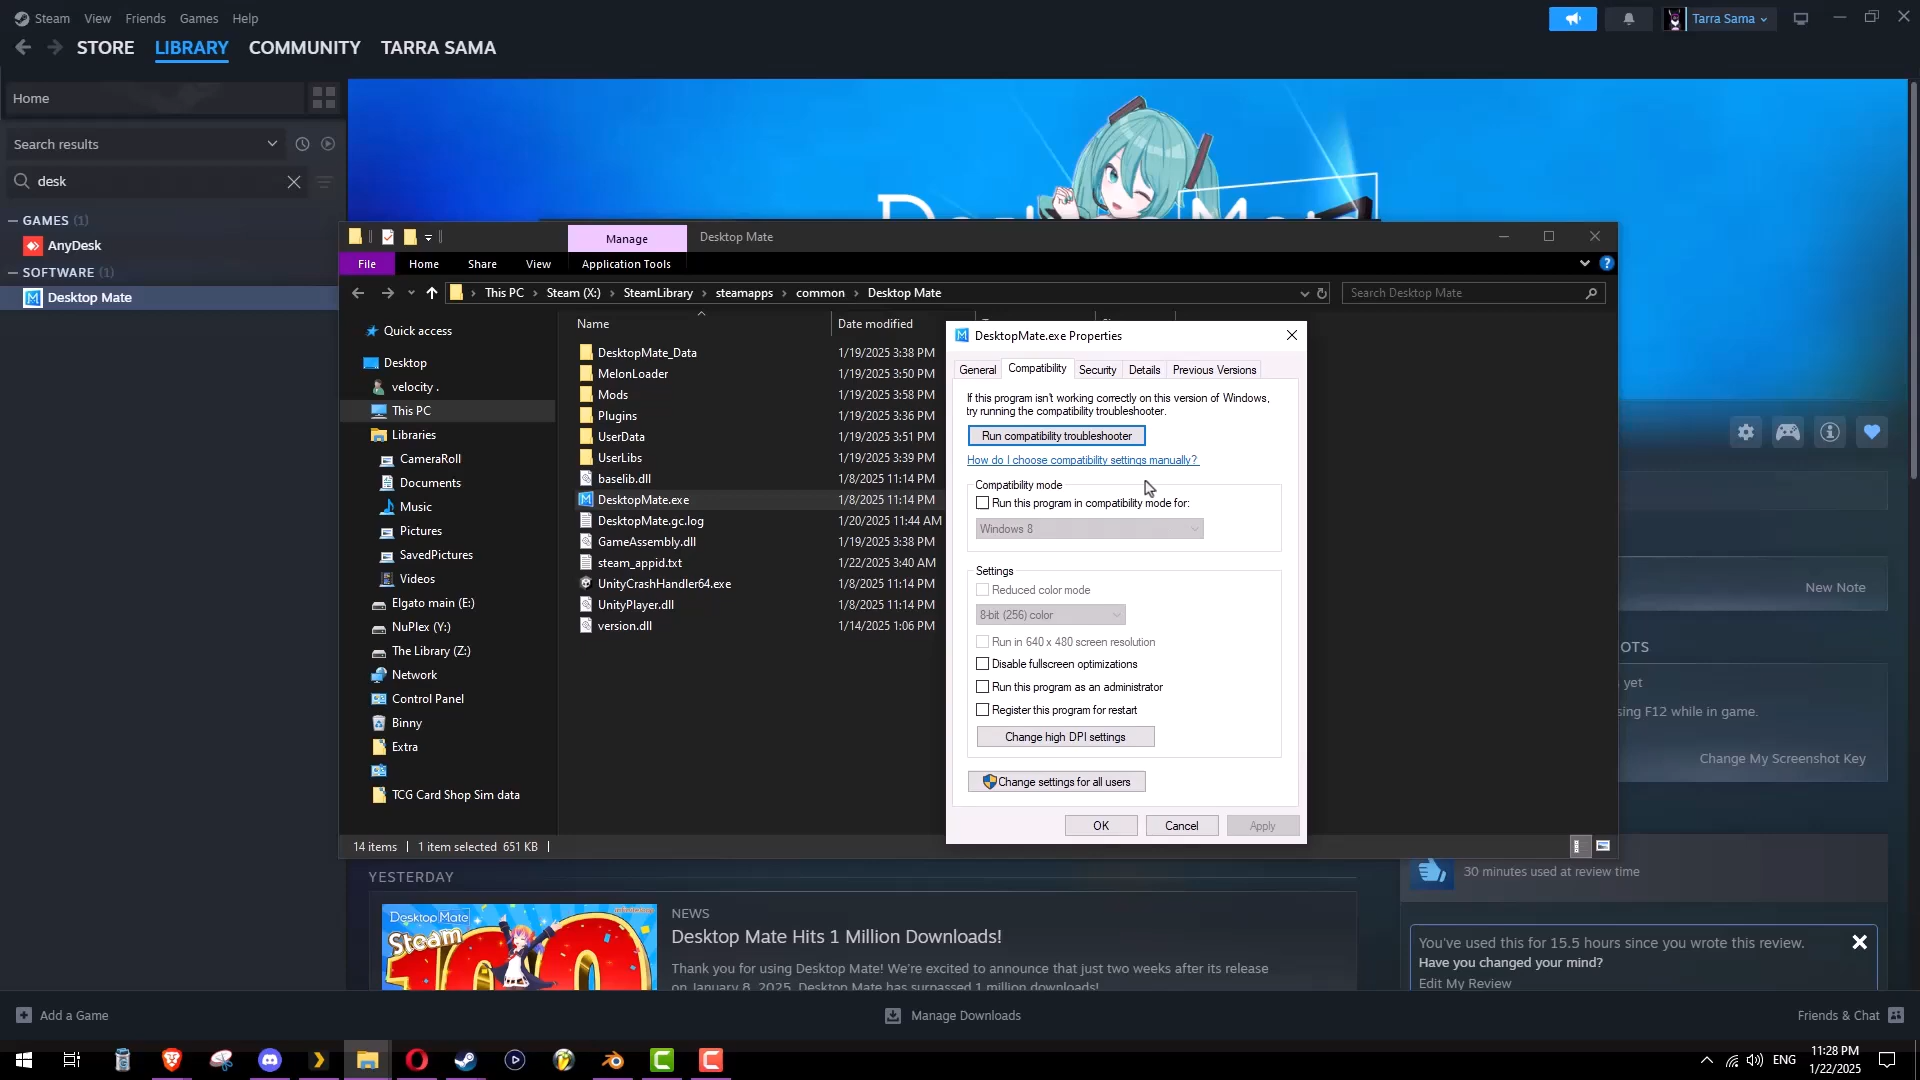 Steam View Friends Games Help
Tarra Sama
STORE LIBRARY COMMUNITY TARRA SAMA
Home
Search results
desk
GAMES (1)
AnyDesk
SOFTWARE (1)
Desktop Mate
Manage
Desktop Mate
File Home Share View Application Tools
This PC Steam (X:) SteamLibrary steamapps common Desktop Mate
Search Desktop Mate
Quick access
Desktop
velocity .
This PC
Libraries
CameraRoll
Documents
Music
Pictures
SavedPictures
Videos
Elgato main (E:)
NuPlex (Y:)
The Library (Z:)
Network
Control Panel
Binny
Extra
TCG Card Shop Sim data
Name Date modified
DesktopMate_Data 1/19/2025 3:38 PM
MelonLoader 1/19/2025 3:50 PM
Mods 1/19/2025 3:58 PM
Plugins 1/19/2025 3:36 PM
UserData 1/19/2025 3:51 PM
UserLibs 1/19/2025 3:39 PM
baselib.dll 1/8/2025 11:14 PM
DesktopMate.exe 1/8/2025 11:14 PM
DesktopMate.gc.log 1/20/2025 11:44 AM
GameAssembly.dll 1/19/2025 3:38 PM
steam_appid.txt 1/22/2025 3:40 AM
UnityCrashHandler64.exe 1/8/2025 11:14 PM
UnityPlayer.dll 1/8/2025 11:14 PM
version.dll 1/14/2025 1:06 PM
14 items 1 item selected 651 KB
DesktopMate.exe Properties
General Compatibility Security Details Previous Versions
If this program isn't working correctly on this version of Windows,
try running the compatibility troubleshooter.
Run compatibility troubleshooter
How do I choose compatibility settings manually?
Compatibility mode
Run this program in compatibility mode for:
Windows 8
Settings
Reduced color mode
8-bit (256) color
Run in 640 x 480 screen resolution
Disable fullscreen optimizations
Run this program as an administrator
Register this program for restart
Change high DPI settings
Change settings for all users
OK Cancel Apply
New Note
OTS
yet
sing F12 while in game.
Change My Screenshot Key
30 minutes used at review time
You've used this for 15.5 hours since you wrote this review.
Have you changed your mind?
Edit My Review
YESTERDAY
Desktop Mate
Steam
100
NEWS
Desktop Mate Hits 1 Million Downloads!
Thank you for using Desktop Mate! We're excited to announce that just two weeks after its release
on January 8, 2025, Desktop Mate has surpassed 1 million downloads!
Add a Game
Manage Downloads
Friends & Chat
ENG
11:28 PM
1/22/2025